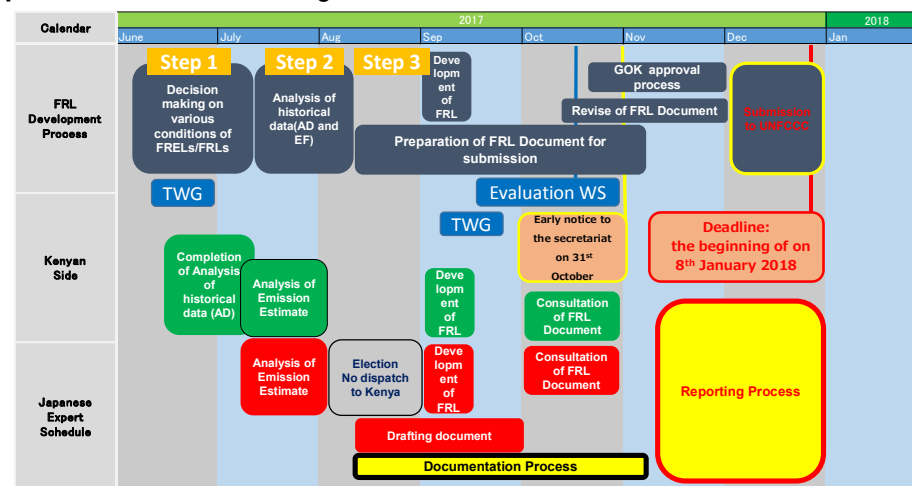 Calendar
2017
2018
June
July
Aug
Sep
Oct
Nov
Dec
Jan
FRL
Development
Process
Step 1
Step 2
Step 3
Decision
making on
various
conditions of
FRELs/FRLs
Analysis of
historical
data(AD and
EF)
Deve
lopm
ent
of
FRL
GOK approval
process
Revise of FRL Document
Preparation of FRL Document for
submission
Submission
to UNFCCC
Kenyan
Side
TWG
Evaluation WS
TWG
Early notice to
the secretariat
on 31st
October
Deadline:
the beginning of on
8th January 2018
Completion
of Analysis
of
historical
data (AD)
Analysis of
Emission
Estimate
Deve
lopm
ent
of
FRL
Consultation
of FRL
Document
Japanese
Expert
Schedule
Analysis of
Emission
Estimate
Election
No dispatch
to Kenya
Deve
lopm
ent
of
FRL
Consultation
of FRL
Document
Reporting Process
Drafting document
Documentation Process